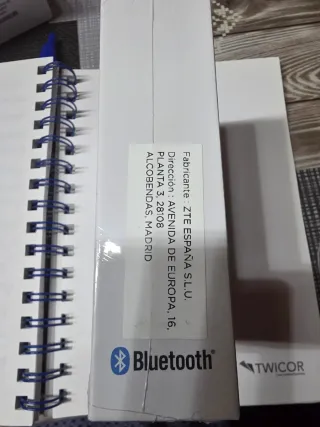 Fabricante : ZTE ESPAÑA S.L.U.
Dirección : AVENIDA DE EUROPA, 16,
PLANTA 3, 28108
ALCOBENDAS, MADRID
Bluetooth®
TWICOR